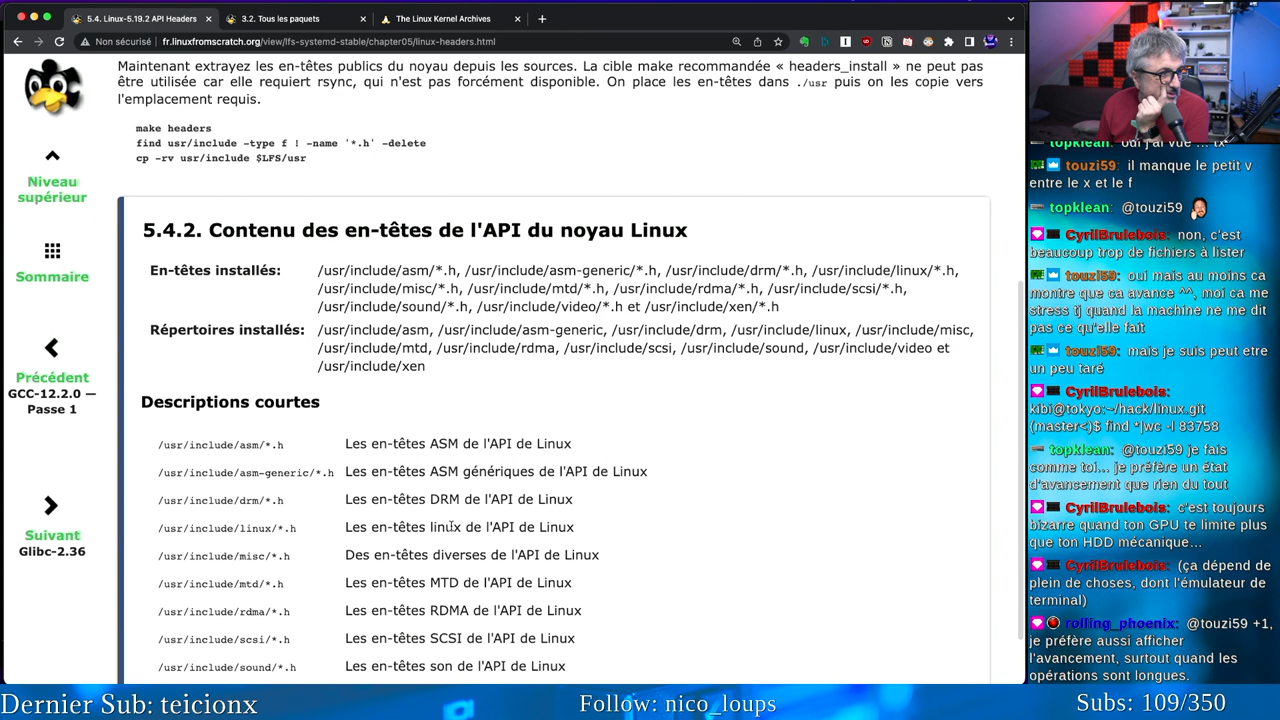 5.4. Linux-5.19.2 API Headers
3.2. Tous les paquets
The Linux Kernel Archives
Non sécurisé
fr.linuxfromscratch.org/view/lfs-systemd-stable/chapter05/linux-headers.html
Niveau supérieur
Sommaire
Précédent
GCC-12.2.0 —
Passe 1
Suivant
Glibc-2.36
Maintenant extrayez les en-têtes publics du noyau depuis les sources. La cible make recommandée « headers_install » ne peut pas
être utilisée car elle requiert rsync, qui n'est pas forcément disponible. On place les en-têtes dans ./usr puis on les copie vers
l'emplacement requis.
make headers
find usr/include -type f ! -name '*.h' -delete
cp -rv usr/include $LFS/usr
5.4.2. Contenu des en-têtes de l'API du noyau Linux
En-têtes installés: /usr/include/asm/*.h, /usr/include/asm-generic/*.h, /usr/include/drm/*.h, /usr/include/linux/*.h,
/usr/include/misc/*.h, /usr/include/mtd/*.h, /usr/include/rdma/*.h, /usr/include/scsi/*.h,
/usr/include/sound/*.h, /usr/include/video/*.h et /usr/include/xen/*.h
Répertoires installés: /usr/include/asm, /usr/include/asm-generic, /usr/include/drm, /usr/include/linux, /usr/include/misc,
/usr/include/mtd, /usr/include/rdma, /usr/include/scsi, /usr/include/sound, /usr/include/video et
/usr/include/xen
Descriptions courtes
/usr/include/asm/*.h Les en-têtes ASM de l'API de Linux
/usr/include/asm-generic/*.h Les en-têtes ASM génériques de l'API de Linux
/usr/include/drm/*.h Les en-têtes DRM de l'API de Linux
/usr/include/linux/*.h Les en-têtes linux de l'API de Linux
/usr/include/misc/*.h Des en-têtes diverses de l'API de Linux
/usr/include/mtd/*.h Les en-têtes MTD de l'API de Linux
/usr/include/rdma/*.h Les en-têtes RDMA de l'API de Linux
/usr/include/scsi/*.h Les en-têtes SCSI de l'API de Linux
/usr/include/sound/*.h Les en-têtes son de l'API de Linux
topklean: oui j'ai vue ... tx
touzi59: il manque le petit v
entre le x et le f
topklean: @touzi59
CyrilBrulebois: non, c'est
beaucoup trop de fichiers à lister
touzi59: oui mais au moins ca
montre que ca avance ^^, moi ca me
stress tj quand la machine ne me dit
pas ce qu'elle fait
touzi59: mais je suis peut etre
un peu taré
CyrilBrulebois:
kibi@tokyo:~/hack/linux.git
(master<)$ find *|wc -l 83758
topklean: @touzi59 je fais
comme toi... je préfère un état
d'avancement que rien du tout
CyrilBrulebois: c'est toujours
bizarre quand ton GPU te limite plus
que ton HDD mécanique...
CyrilBrulebois: (ça dépend de
plein de choses, dont l'émulateur de
terminal)
rolling_phoenix: @touzi59 +1,
je préfère aussi afficher
l'avancement, surtout quand les
opérations sont longues.
Dernier Sub: teicionx
Follow: nico_loups
Subs: 109/350